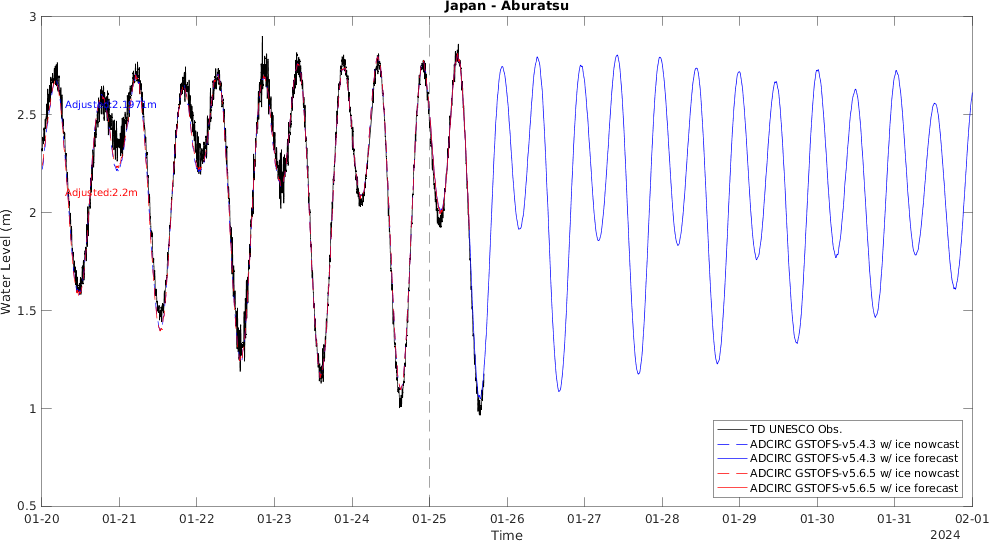 Japan - Aburatsu
3
2.5
2
1.5
1
0.5
Water Level (m)
Adjusted:2.1971m
Adjusted:2.2m
TD UNESCO Obs.
ADCIRC GSTOFS-v5.4.3 w/ ice nowcast
ADCIRC GSTOFS-v5.4.3 w/ ice forecast
ADCIRC GSTOFS-v5.6.5 w/ ice nowcast
ADCIRC GSTOFS-v5.6.5 w/ ice forecast
01-20 01-21 01-22 01-23 01-24 01-25 01-26 01-27 01-28 01-29 01-30 01-31 02-01
Time
2024